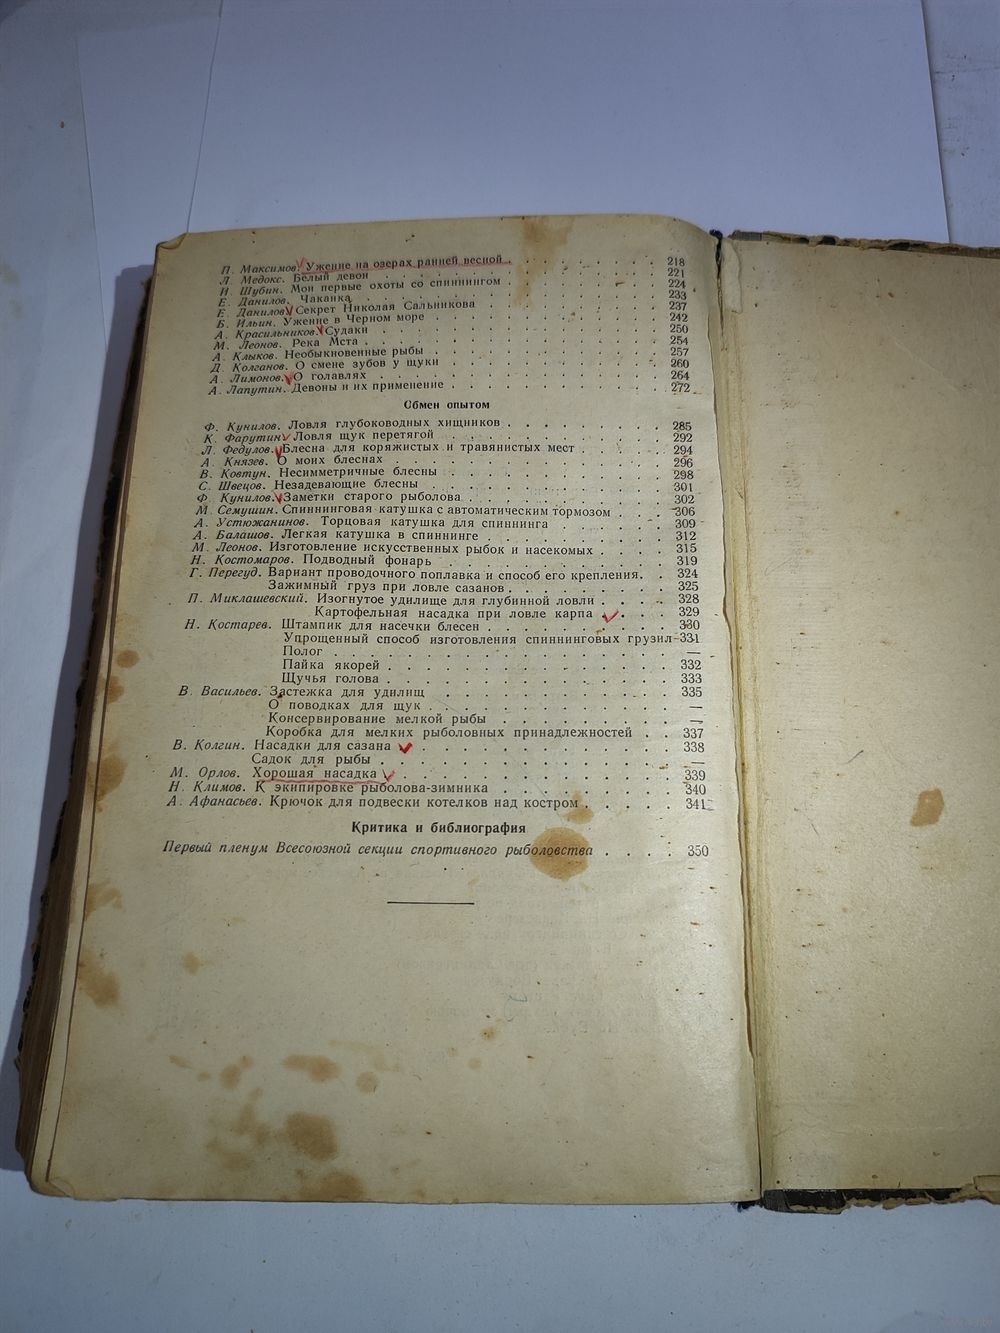 П. Максимов. Ужение на озерах ранней весной . . . . . . . . 218
Л. Медокс. Белый девон . . . . . . . . 221
И. Шубин. Мои первые охоты со спиннингом . . . . . . . . 224
Е. Данилов. Чаканка . . . . . . . . 233
Е. Данилов. Секрет Николая Сальникова . . . . . . . . 237
Б. Ильин. Ужение в Черном море . . . . . . . . 242
А. Красильников. Судаки . . . . . . . . 250
М. Леонов. Река Мста . . . . . . . . 254
А. Клыков. Необыкновенные рыбы . . . . . . . . 257
Д. Колганов. О смене зубов у щуки . . . . . . . . 260
А. Лимонов. О голавлях . . . . . . . . 264
А. Лапутин. Девоны и их применение . . . . . . . . 272
Обмен опытом
Ф. Кунилов. Ловля глубоководных хищников . . . . . . . . 285
К. Фарутин. Ловля щук перетягой . . . . . . . . 292
Л. Федулов. Блесна для коряжистых и травянистых мест . . . . 294
А. Князев. О моих блеснах . . . . . . . . 296
В. Ковтун. Несимметричные блесны . . . . . . . . 298
С. Швецов. Незадевающие блесны . . . . . . . . 301
Ф. Кунилов. Заметки старого рыболова . . . . . . . . 302
М. Семушин. Спиннинговая катушка с автоматическим тормозом . . . 306
А. Устюжанинов. Торцовая катушка для спиннинга . . . . . 309
А. Балашов. Легкая катушка в спиннинге . . . . . . . . 312
М. Леонов. Изготовление искусственных рыбок и насекомых . . . . 315
Н. Костомаров. Подводный фонарь . . . . . . . . 319
Г. Перегуд. Вариант проводочного поплавка и способ его крепления. . 324
Зажимный груз при ловле сазанов . . . . . . . . 325
П. Миклашевский. Изогнутое удилище для глубинной ловли . . . . 328
Картофельная насадка при ловле карпа . . . . 329
Н. Костарев. Штампик для насечки блесен . . . . . . . . 330
Упрощенный способ изготовления спиннинговых грузил 331
Полог . . . . . . . . —
Пайка якорей . . . . . . . . 332
Щучья голова . . . . . . . . 333
В. Васильев. Застежка для удилищ . . . . . . . . 335
О поводках для щук . . . . . . . . —
Консервирование мелкой рыбы . . . . . . . . —
Коробка для мелких рыболовных принадлежностей . . 337
В. Колгин. Насадки для сазана . . . . . . . . 338
Садок для рыбы . . . . . . . . —
М. Орлов. Хорошая насадка . . . . . . . . 339
Н. Климов. К экипировке рыболова-зимника . . . . . . . . 340
А. Афанасьев. Крючок для подвески котелков над костром . . . . . 341
Критика и библиография
Первый пленум Всесоюзной секции спортивного рыболовства . . . . 350